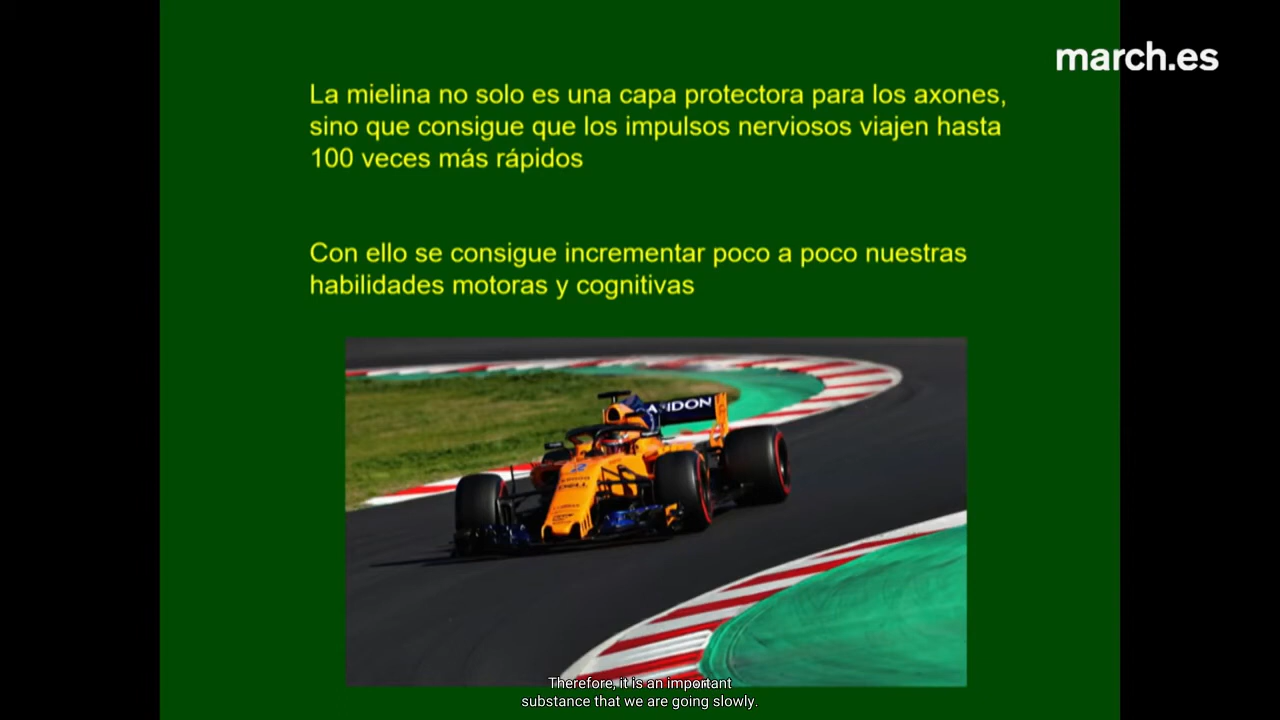 march.es
La mielina no solo es una capa protectora para los axones,
sino que consigue que los impulsos nerviosos viajen hasta
100 veces más rápidos
Con ello se consigue incrementar poco a poco nuestras
habilidades motoras y cognitivas
2
DELL
Therefore, it is an important
substance that we are going slowly.